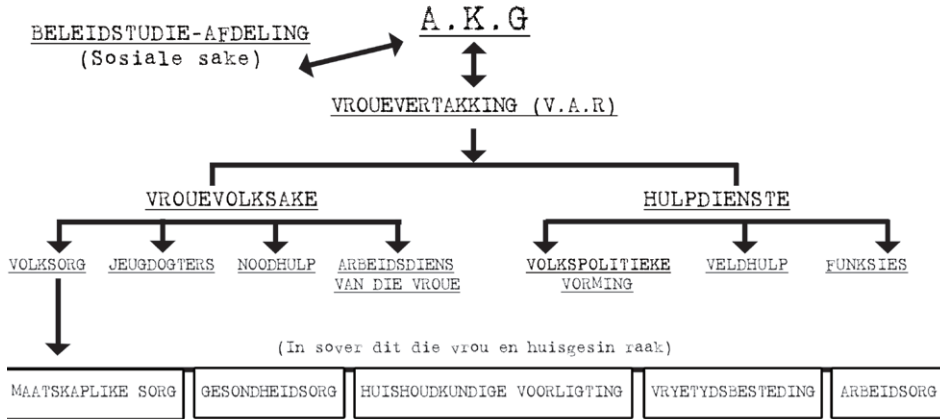 A.K.G
BELEIDSTUDIE-AFDELING
(Sosiale sake)
VROUEVERTAKKING (V.A.R)
VROUEVOLKSAKE
HULPDIENSTE
VOLKSORG
JEUGDOGTERS
NOODHULP
ARBEIDSDIENS
VAN DIE VROUE
VOLKSPOLITIEKE
VORMING
VELDHULP
FUNKSIES
(In sover dit die vrou en huisgesin raak)
MAATSKAPLIKE SORG
GESONDHEIDSORG
HUISHOUDKUNDIGE VOORLIGTING
VRYETYDSBESTEDING
ARBEIDSORG